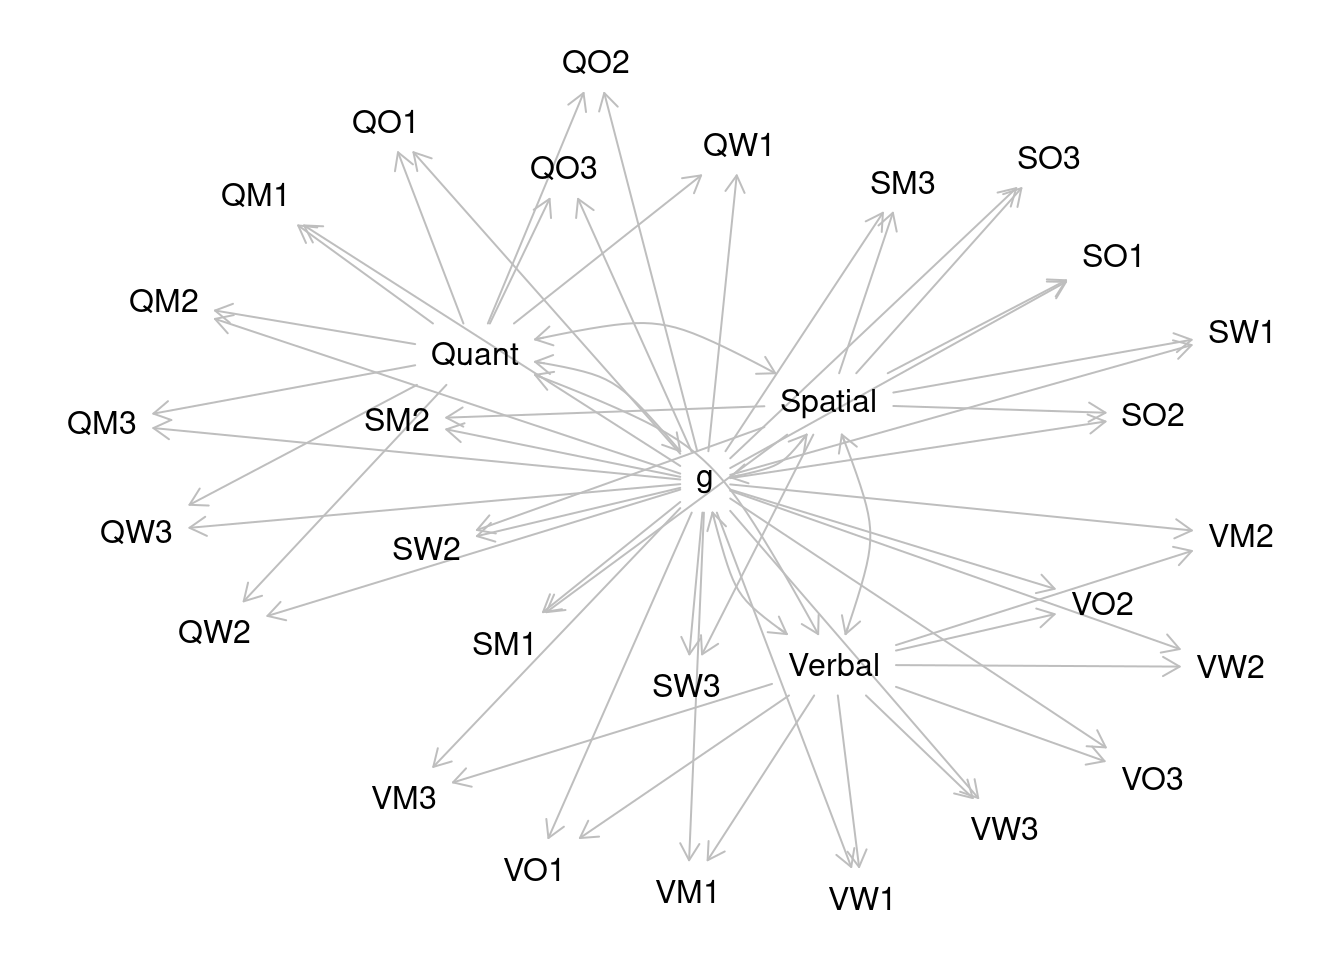 QO2
QO1
QW1
QO3
SO3
SM3
QM1
SO1
QM2
SW1
Quant
Spatial
SO2
SM2
QM3
g
QW3
VM2
SW2
VO2
QW2
SM1
Verbal
VW2
SW3
VO3
VM3
VW3
VO1
VM1
VW1